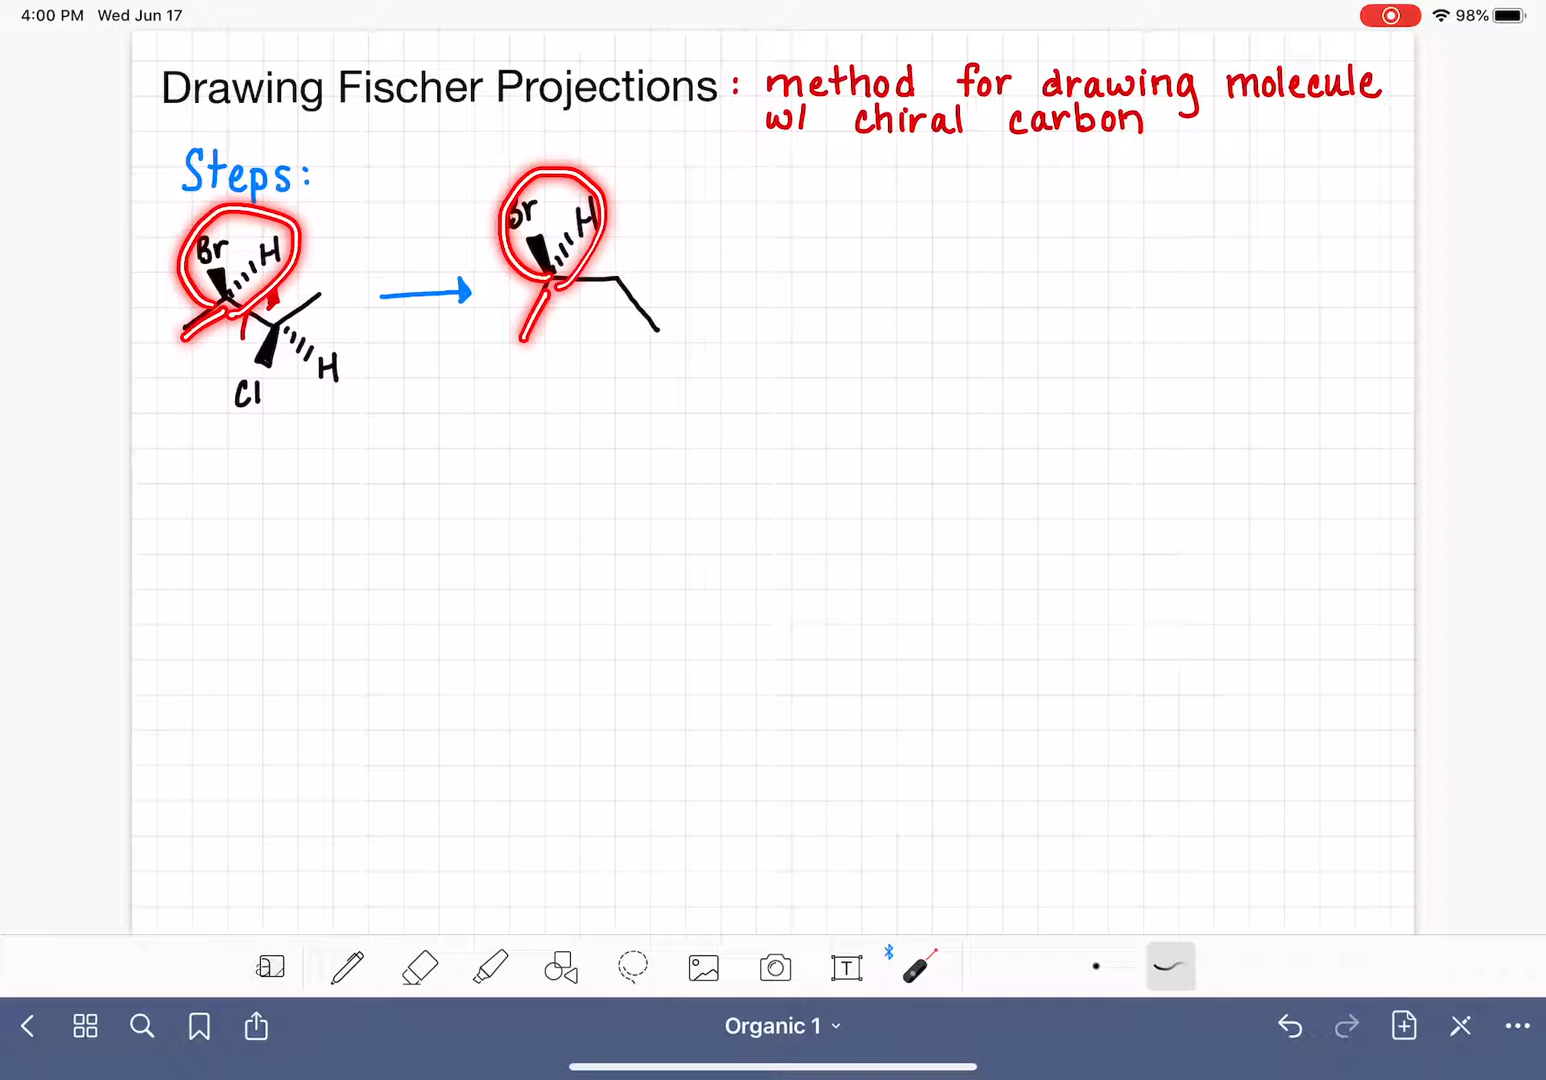 4:00 PM Wed Jun 17
98%
Drawing Fischer Projections : method for drawing molecule
w/ chiral carbon
Steps:
Br H
Br H
H
Cl
T
Organic 1